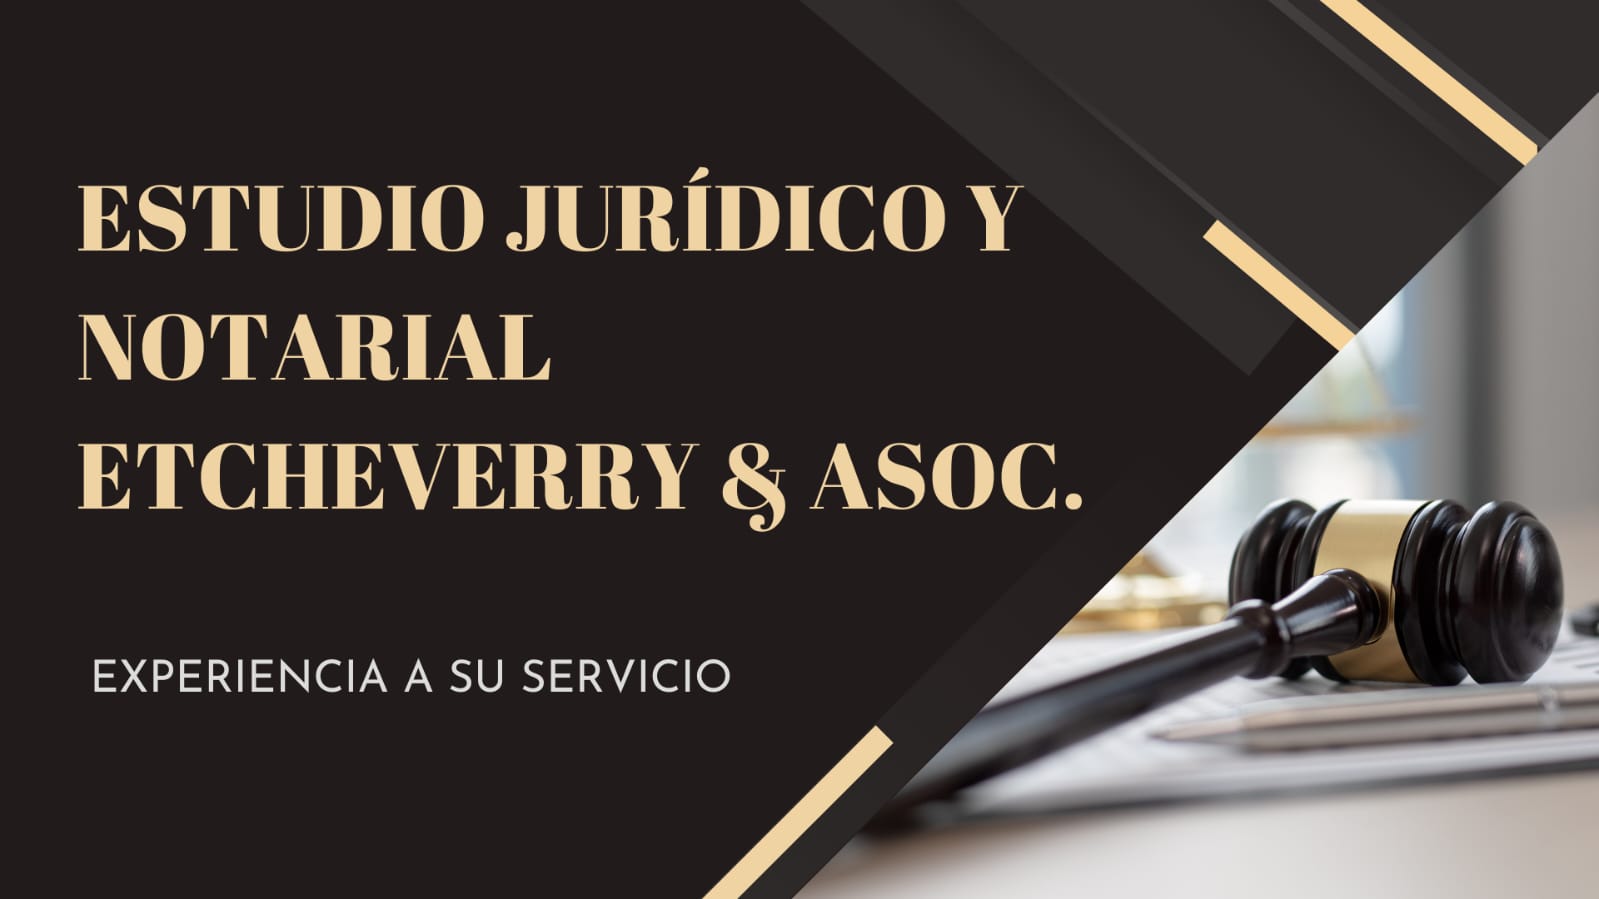 ESTUDIO JURÍDICO Y
NOTARIAL
ETCHEVERRY & ASOC.
EXPERIENCIA A SU SERVICIO